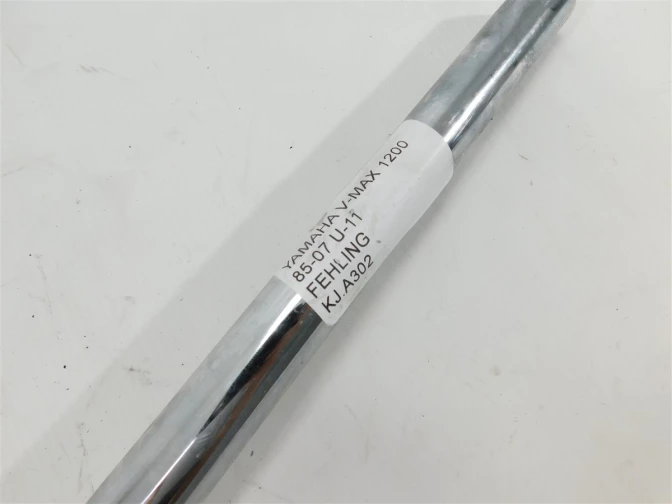 YAMAHA V-MAX 1200
85-07 U-11
FEHLING
KJ.A302